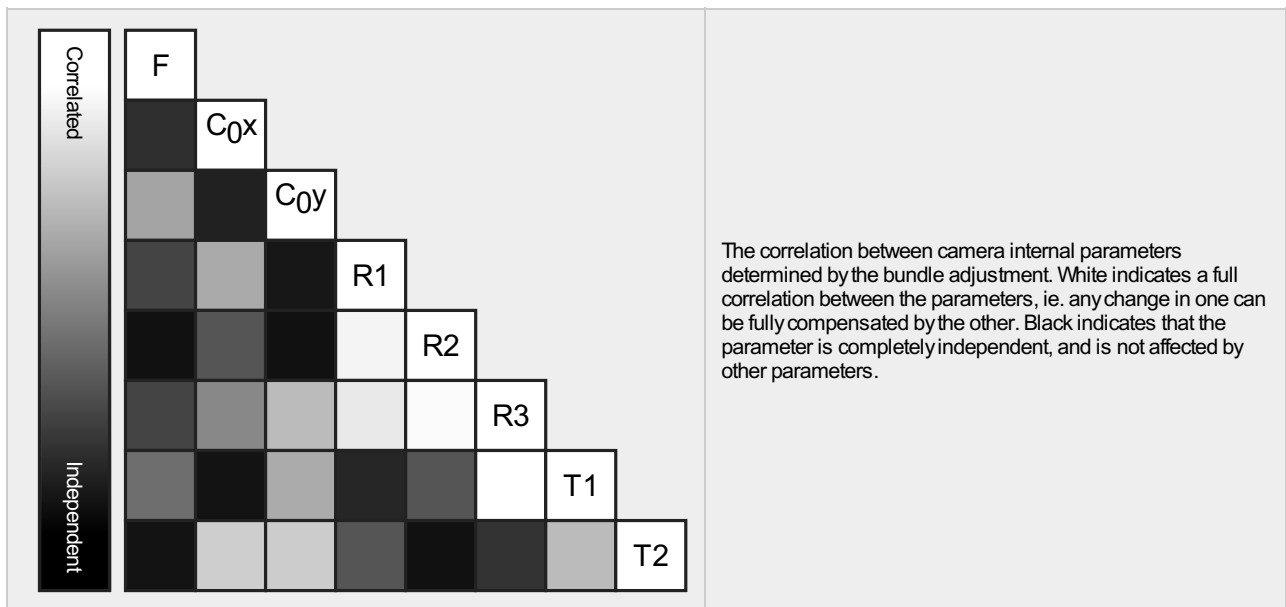 Correlated
Independent
F
C0x
C0y
R1
R2
R3
T1
T2
The correlation between camera internal parameters
determined by the bundle adjustment. White indicates a full
correlation between the parameters, ie. any change in one can
be fully compensated by the other. Black indicates that the
parameter is completely independent, and is not affected by
other parameters.